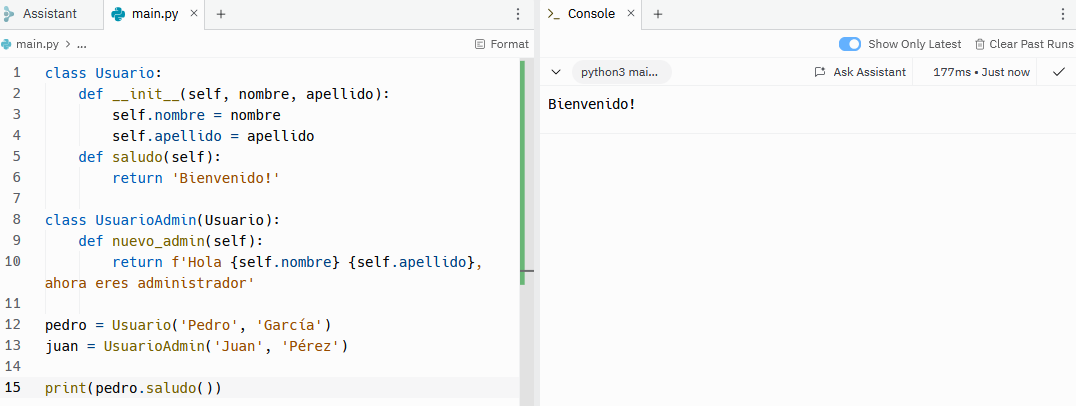 Assistant
main.py
main.py > ...
Format
1 class Usuario:
2     def __init__(self, nombre, apellido):
3         self.nombre = nombre
4         self.apellido = apellido
5     def saludo(self):
6         return 'Bienvenido!'
7
8 class UsuarioAdmin(Usuario):
9     def nuevo_admin(self):
10         return f'Hola {self.nombre} {self.apellido},
ahora eres administrador'
11
12 pedro = Usuario('Pedro', 'García')
13 juan = UsuarioAdmin('Juan', 'Pérez')
14
15 print(pedro.saludo())
Console
Show Only Latest
Clear Past Runs
python3 mai...
Ask Assistant
177ms • Just now
Bienvenido!